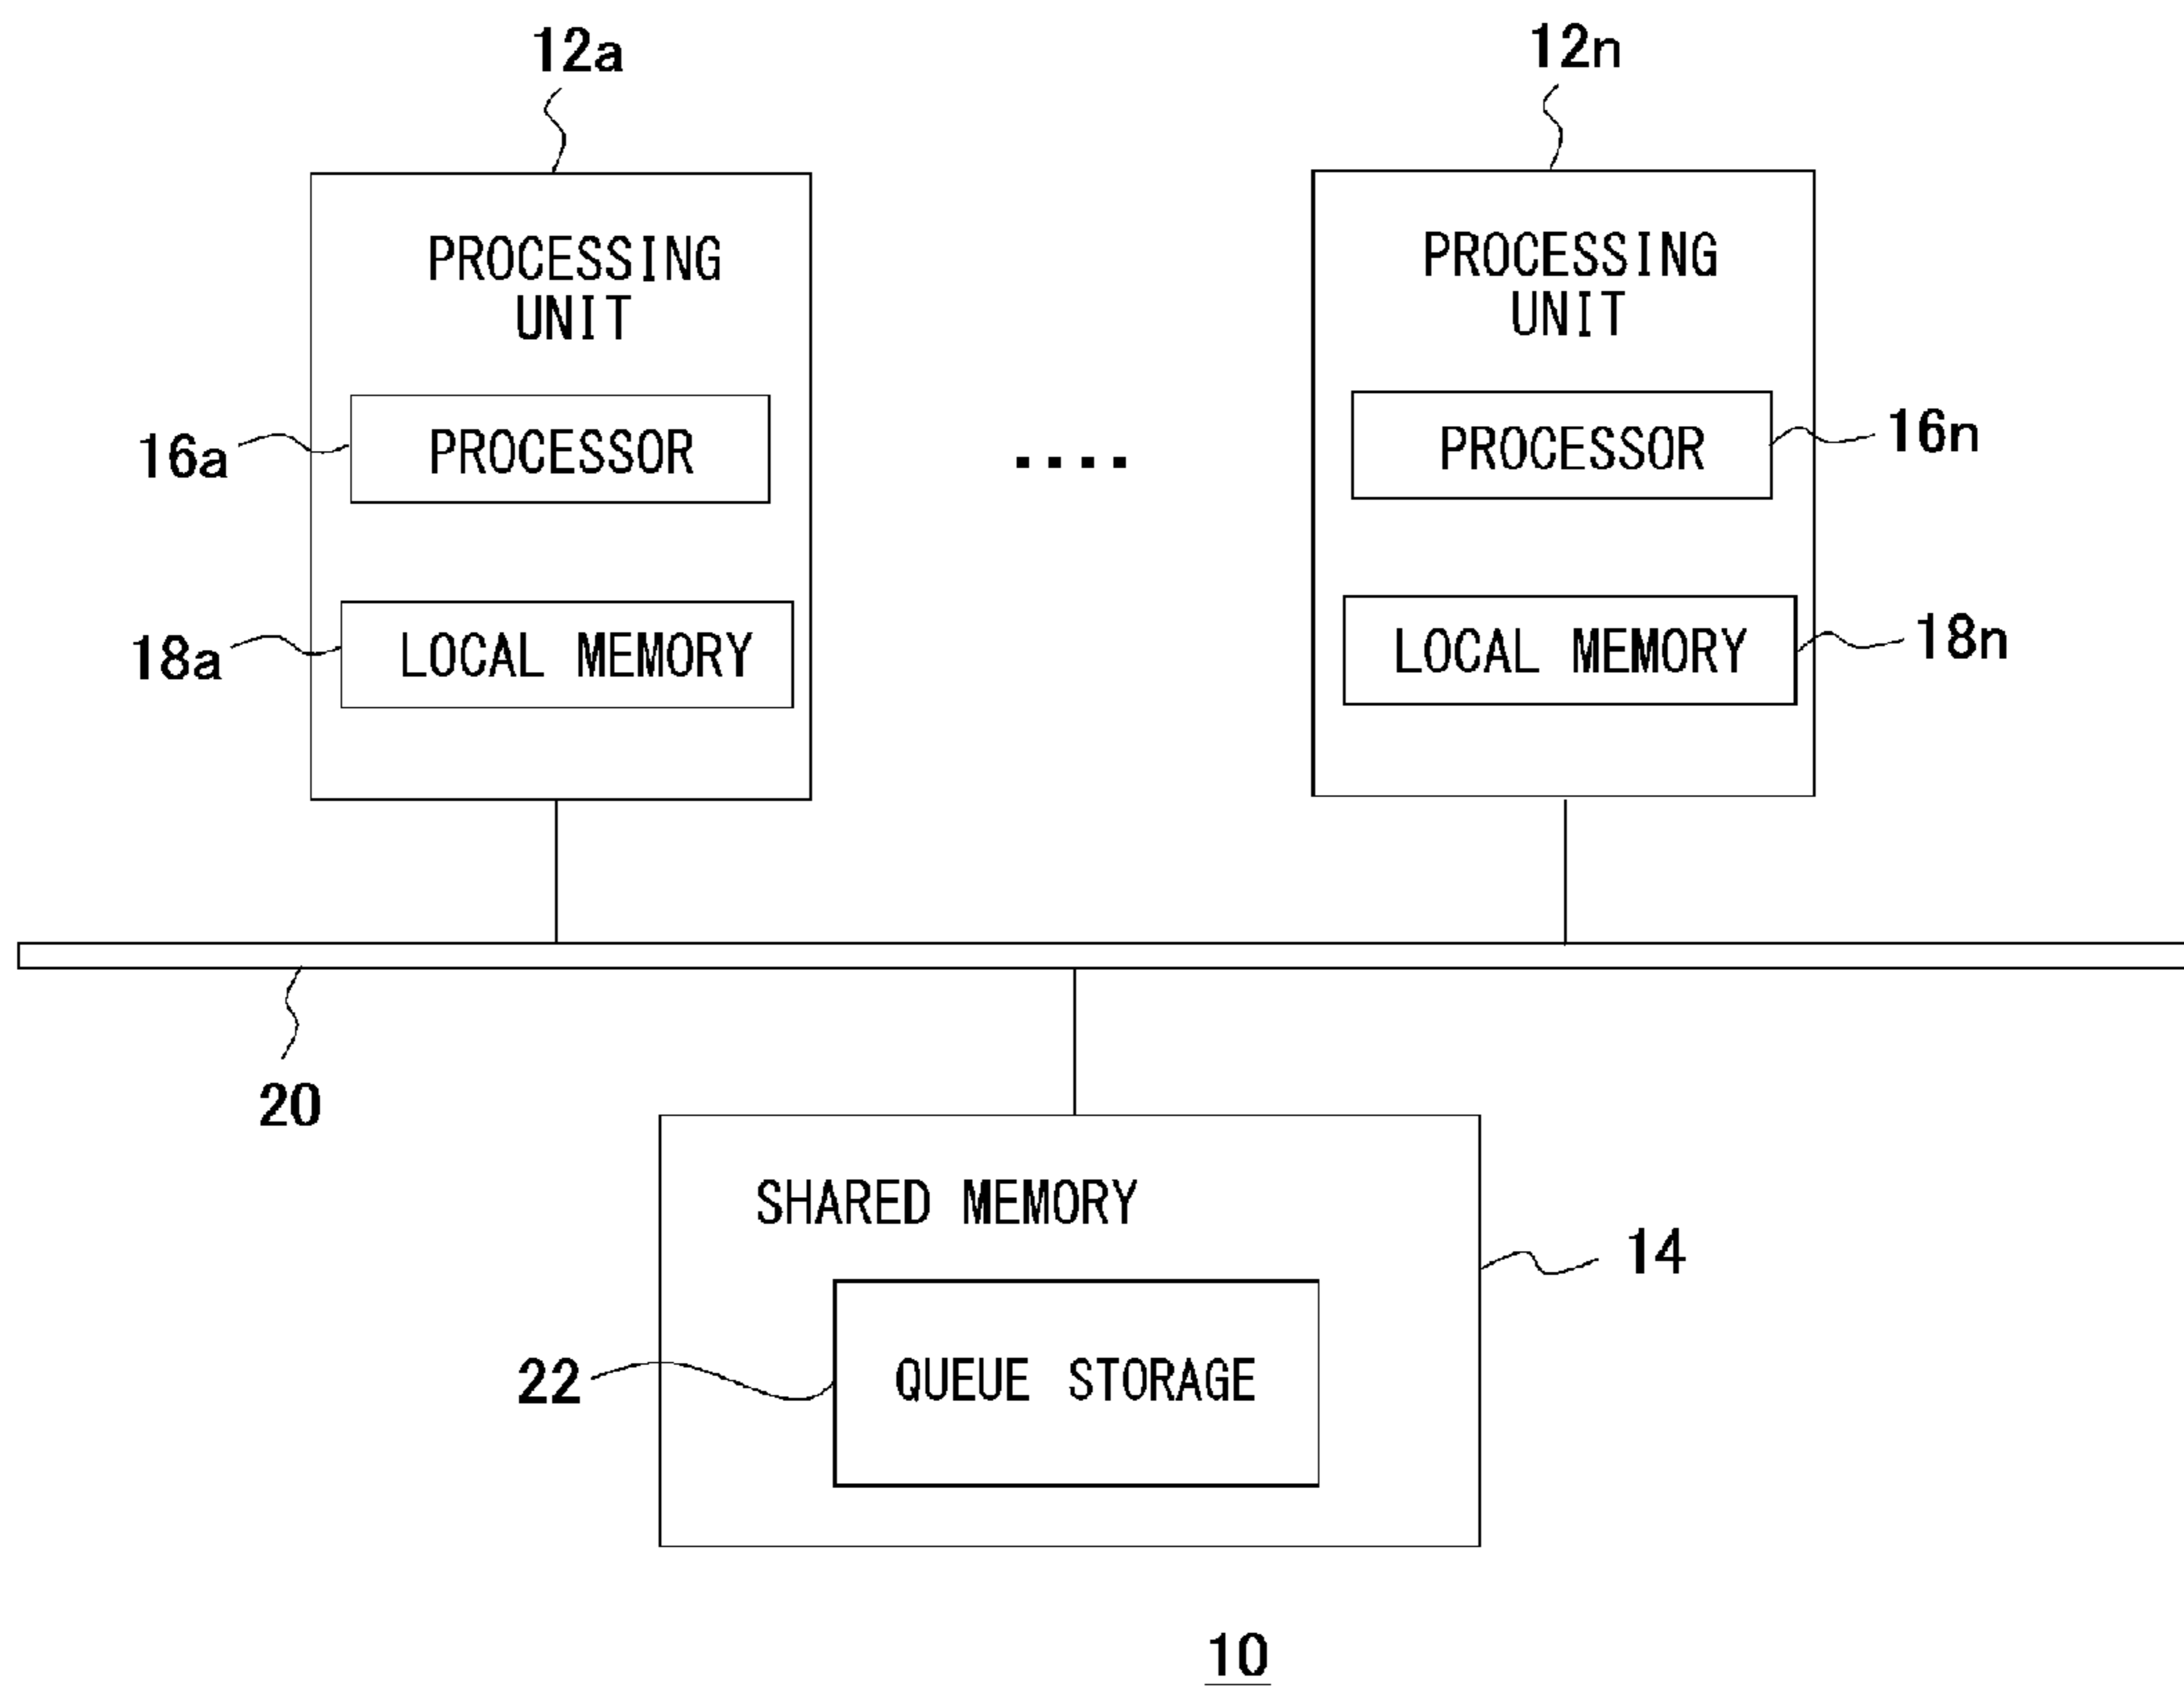 12a
12n
PROCESSING
UNIT
PROCESSING
UNIT
16a
PROCESSOR
....
PROCESSOR
16n
18a
LOCAL MEMORY
LOCAL MEMORY
18n
20
SHARED MEMORY
14
22
QUEUE STORAGE
10